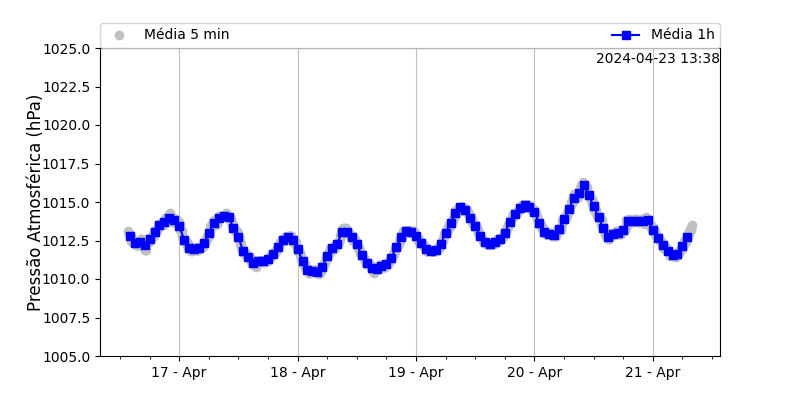 Média 5 min
Média 1h
2024-04-23 13:38
Pressão Atmosférica (hPa)
1025.0
1022.5
1020.0
1017.5
1015.0
1012.5
1010.0
1007.5
1005.0
17 - Apr
18 - Apr
19 - Apr
20 - Apr
21 - Apr